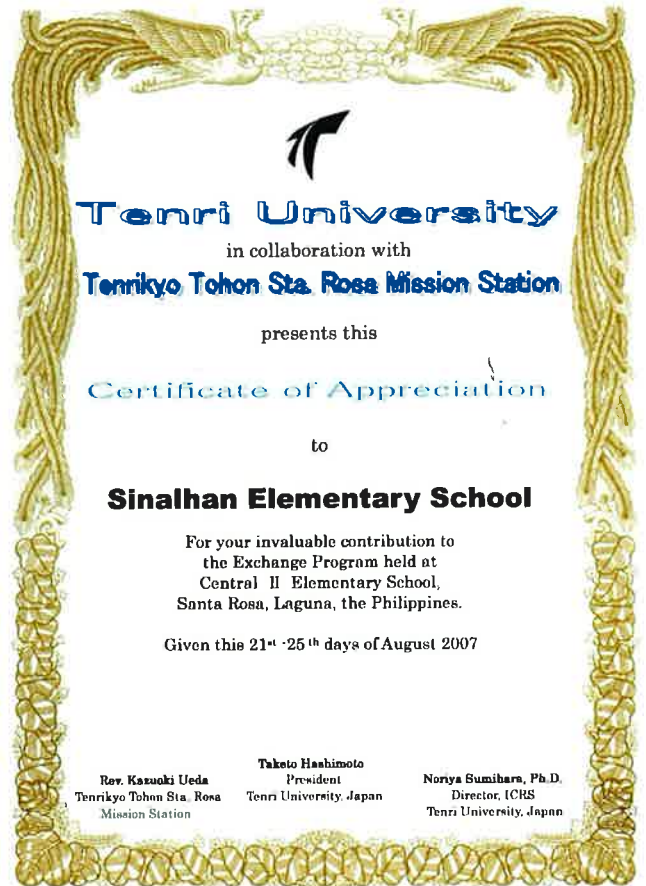 Tenri University
in collaboration with
Tenrikyo Tohon Sta. Rosa Mission Station
presents this
Certificate of Appreciation
to
Sinalhan Elementary School
For your invaluable contribution to
the Exchange Program held at
Central II Elementary School,
Santa Rosa, Laguna, the Philippines.
Given this 21st -25th days of August 2007
Rev. Kazuoki Ueda
Tenrikyo Tohon Sta. Rosa
Mission Station
Taketo Hashimoto
President
Tenri University, Japan
Noriya Sumihara, Ph.D.
Director, ICRS
Tenri University, Japan